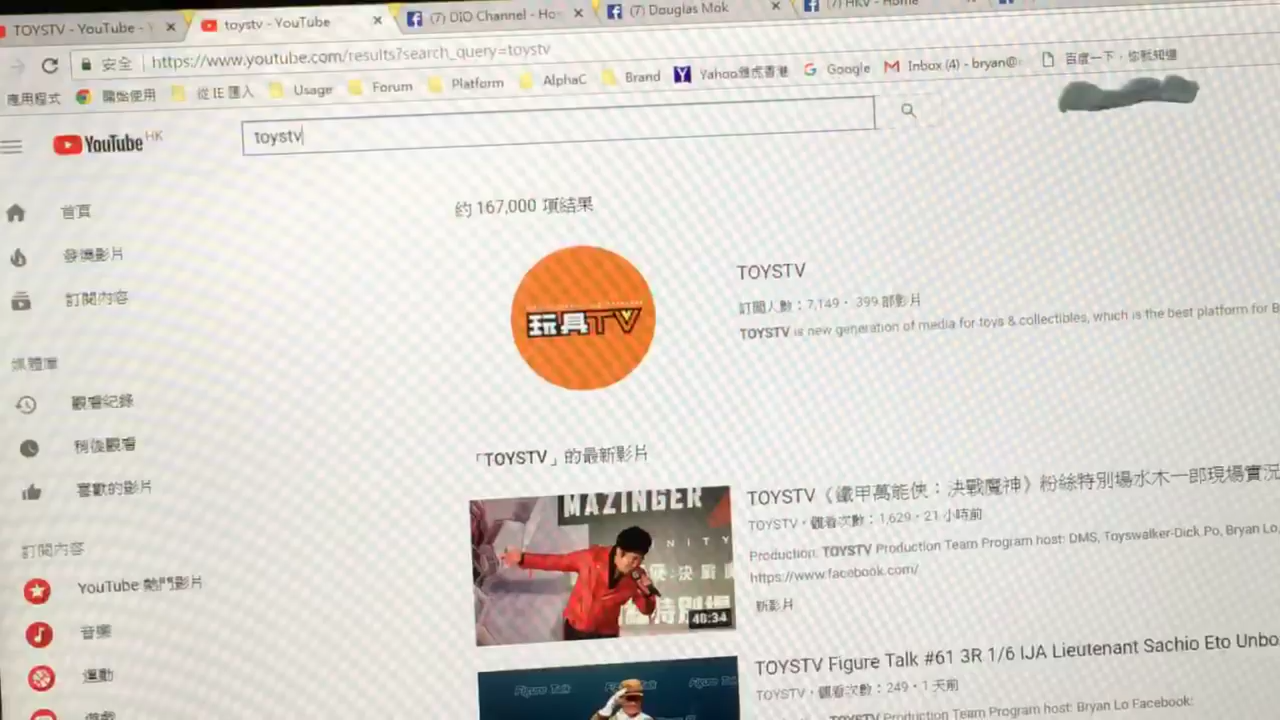 TOYSTV - YouTube -
toystv - YouTube
(7) DIO Channel - Ho
(7) Douglas Mok
(7) HKV - Home
安全 https://www.youtube.com/results?search_query=toystv
應用程式 開始使用 從 IE 匯入 Usage Forum Platform AlphaC Brand Yahoo雅虎香港 Google Inbox (4) - bryan@ 百度一下,你就知道
YouTube HK
toystv
首頁
發燒影片
訂閱內容
媒體庫
觀看紀錄
稍後觀看
喜歡的影片
訂閱內容
YouTube 熱門影片
音樂
運動
遊戲
約 167,000 項結果
玩具TV
TOYSTV
訂閱人數:7,149 · 399 部影片
TOYSTV is new generation of media for toys & collectibles, which is the best platform for B
「TOYSTV」的最新影片
MAZINGER
NITY
決戰
特別場
48:34
TOYSTV《鐵甲萬能俠:決戰魔神》粉絲特別場水木一郎現場實況
TOYSTV · 觀看次數:1,629 · 21 小時前
Production. TOYSTV Production Team Program host: DMS, Toyswalker-Dick Po, Bryan Lo,
https://www.facebook.com/
新影片
Figure Talk
TOYSTV Figure Talk #61 3R 1/6 IJA Lieutenant Sachio Eto Unbo
TOYSTV · 觀看次數:249 · 1 天前
TOYSTV Production Team Program host: Bryan Lo Facebook: